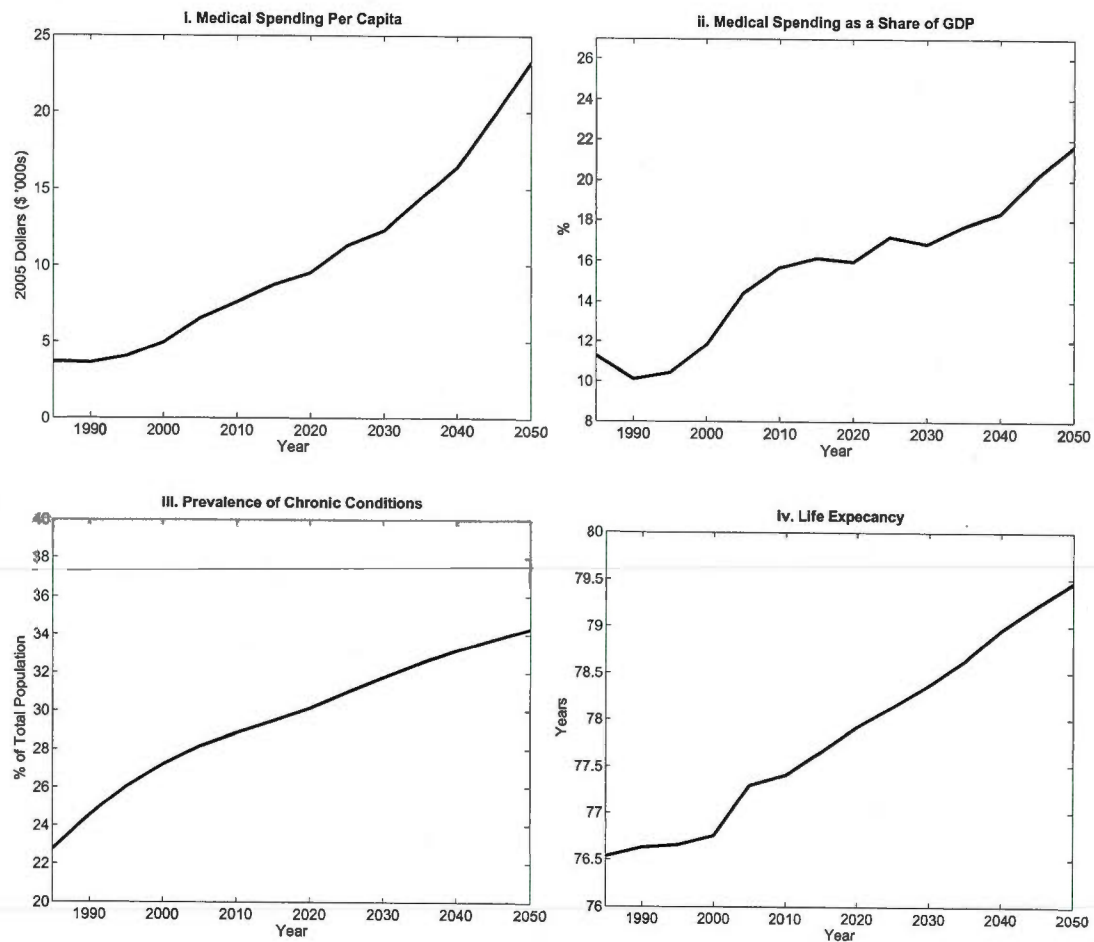 i. Medical Spending Per Capita
25
20
15
10
5
0
2005 Dollars ($ '000s)
1990 2000 2010 2020 2030 2040 2050
Year
ii. Medical Spending as a Share of GDP
26
24
22
20
18
16
14
12
10
8
%
1990 2000 2010 2020 2030 2040 2050
Year
iii. Prevalence of Chronic Conditions
40
38
36
34
32
30
28
26
24
22
20
% of Total Population
1990 2000 2010 2020 2030 2040 2050
Year
iv. Life Expecancy
80
79.5
79
78.5
78
77.5
77
76.5
76
Years
1990 2000 2010 2020 2030 2040 2050
Year